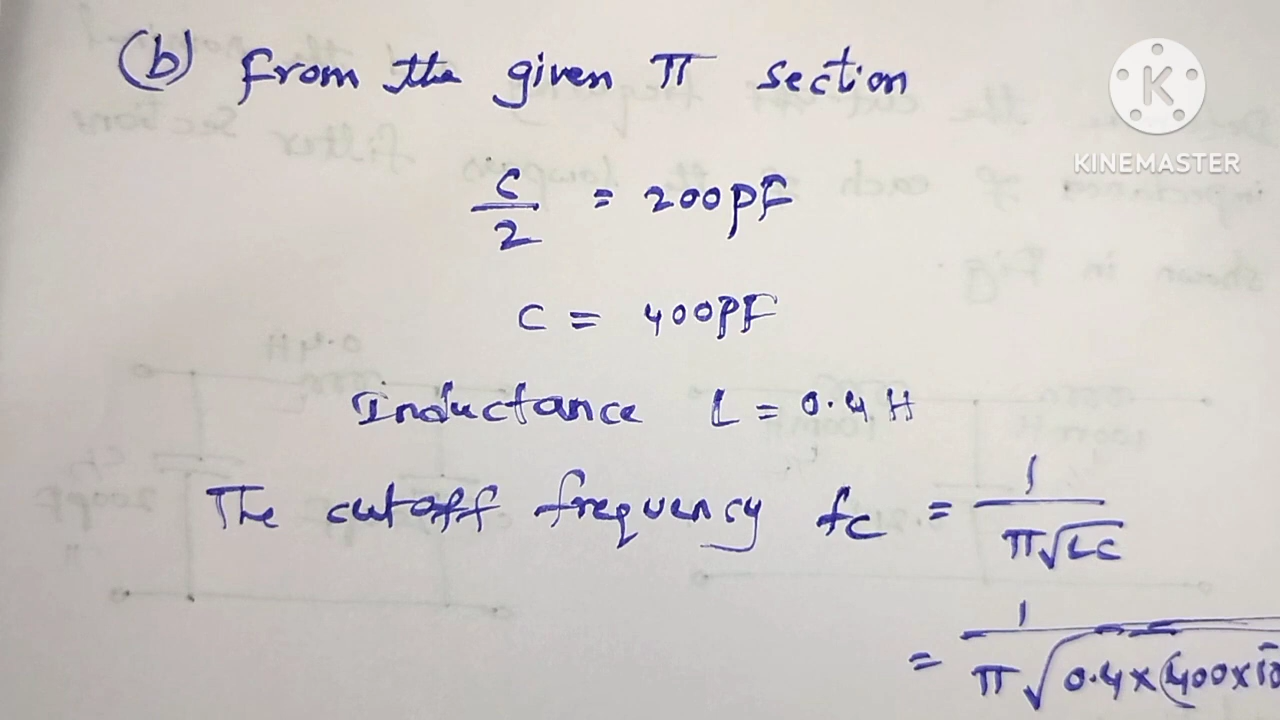 (b) from the given π section
K
KINEMASTER
C/2 = 200pF
C = 400pF
Inductance L = 0.4 H
The cutoff frequency fc = 1/π√LC
= 1/π√0.4×(400×10